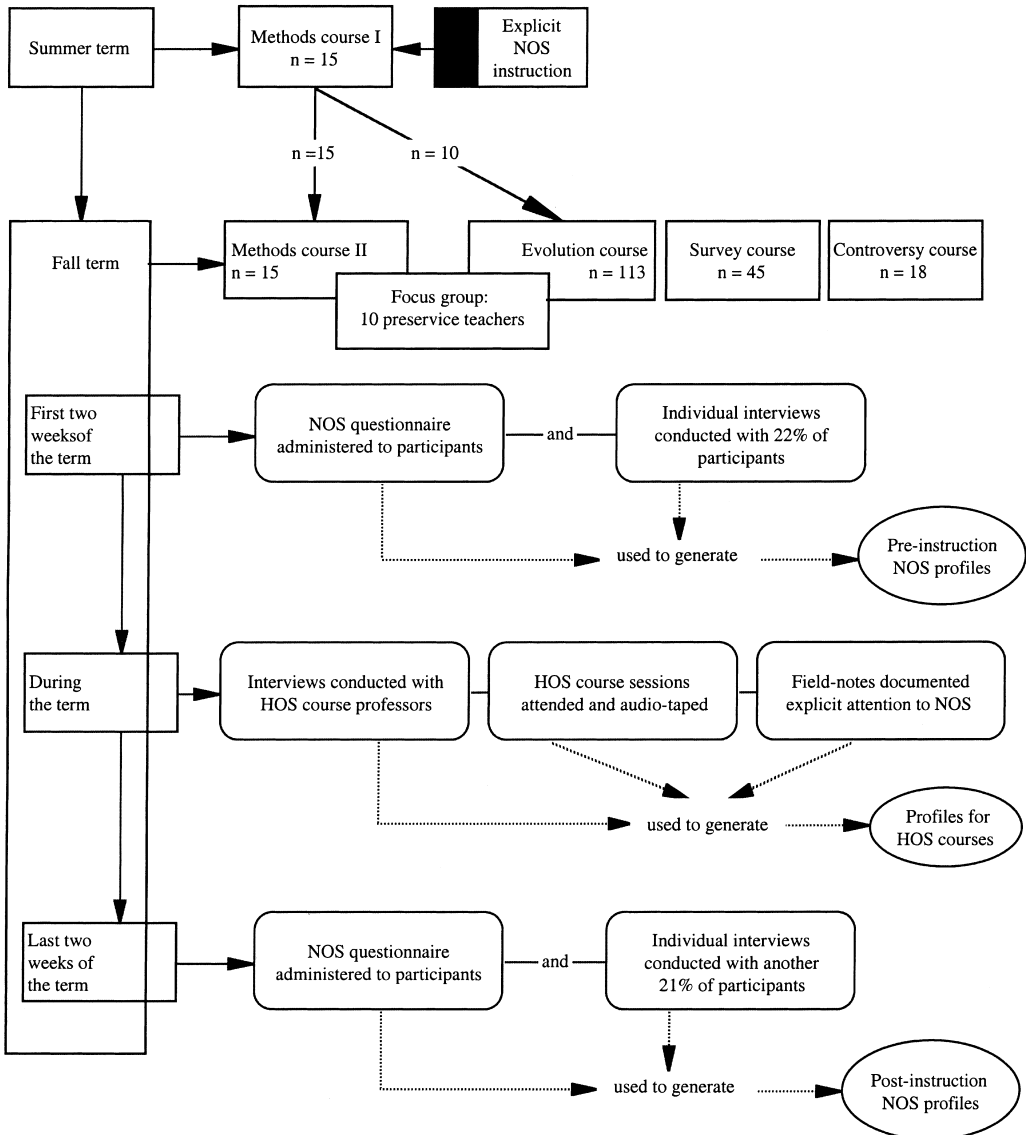 Summer term
Methods course I
n = 15
Explicit
NOS
instruction
n =15
n = 10
Fall term
Methods course II
n = 15
Evolution course
n = 113
Survey course
n = 45
Controversy course
n = 18
Focus group:
10 preservice teachers
First two
weeksof
the term
NOS questionnaire
administered to participants
and
Individual interviews
conducted with 22% of
participants
used to generate
Pre-instruction
NOS profiles
During
the term
Interviews conducted with
HOS course professors
HOS course sessions
attended and audio-taped
Field-notes documented
explicit attention to NOS
used to generate
Profiles for
HOS courses
Last two
weeks of
the term
NOS questionnaire
administered to participants
and
Individual interviews
conducted with another
21% of participants
used to generate
Post-instruction
NOS profiles